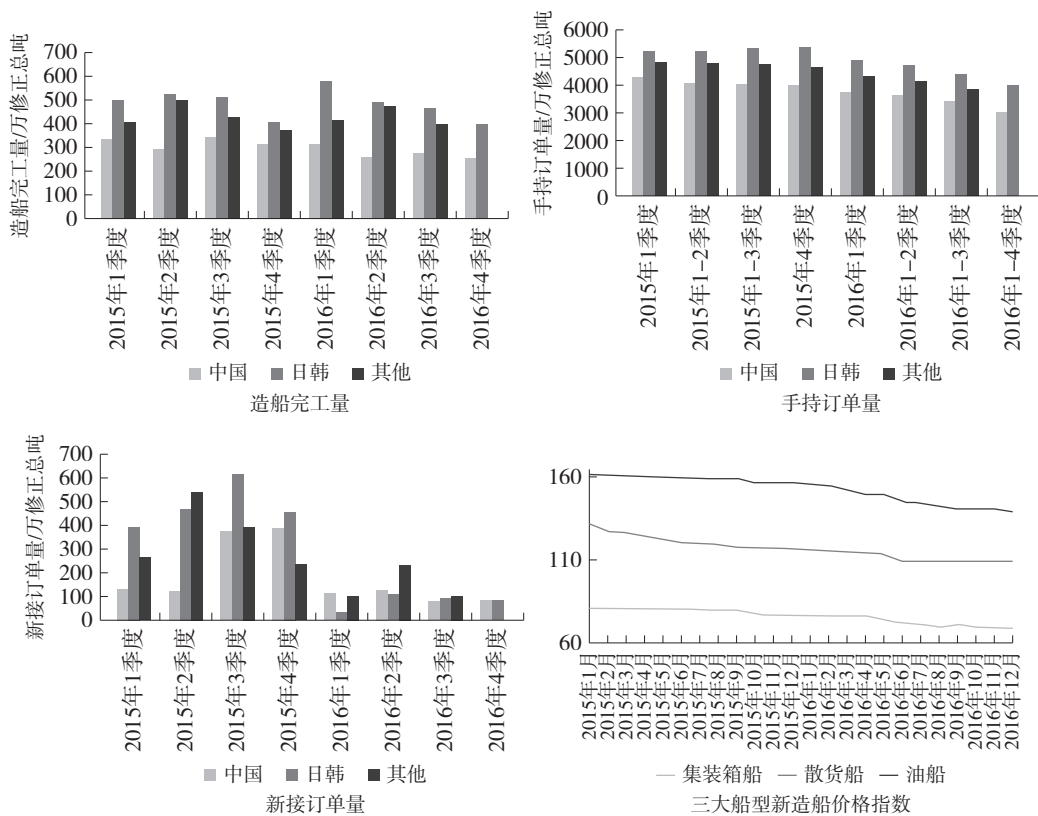 造船完工量/万修正总吨
700
600
500
400
300
200
100
0
2015年1季度
2015年2季度
2015年3季度
2015年4季度
2016年1季度
2016年2季度
2016年3季度
2016年4季度
中国 日韩 其他
造船完工量
手持订单量/万修正总吨
6000
5000
4000
3000
2000
1000
0
2015年1季度
2015年1-2季度
2015年1-3季度
2015年4季度
2016年1季度
2016年1-2季度
2016年1-3季度
2016年1-4季度
中国 日韩 其他
手持订单量
新接订单量/万修正总吨
700
600
500
400
300
200
100
0
2015年1季度
2015年2季度
2015年3季度
2015年4季度
2016年1季度
2016年2季度
2016年3季度
2016年4季度
中国 日韩 其他
新接订单量
160
110
60
2015年1月
2015年2月
2015年3月
2015年4月
2015年5月
2015年6月
2015年7月
2015年8月
2015年9月
2015年10月
2015年11月
2015年12月
2016年1月
2016年2月
2016年3月
2016年4月
2016年5月
2016年6月
2016年7月
2016年8月
2016年9月
2016年10月
2016年11月
2016年12月
集装箱船 散货船 油船
三大船型新造船价格指数